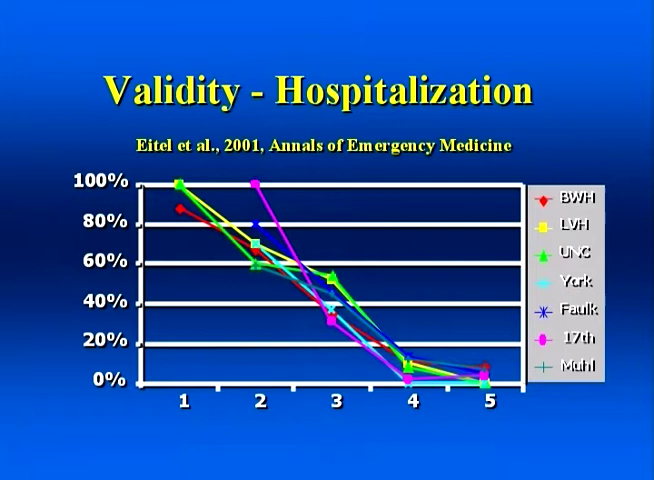 Validity - Hospitalization
Eitel et al., 2001, Annals of Emergency Medicine
100%
80%
60%
40%
20%
0%
1 2 3 4 5
BWH
LVH
UNC
York
Faulk
17th
Muhl